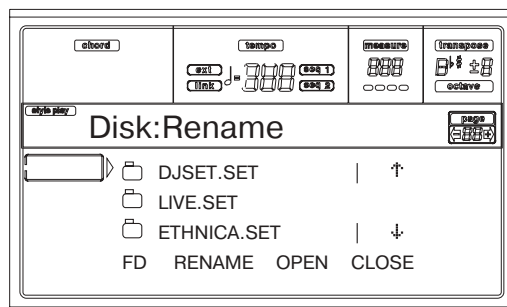 chord tempo measure transpose
ext seq 1
link seq 2 octave
style play page
Disk:Rename
DJSET.SET
LIVE.SET
ETHNICA.SET
FD RENAME OPEN CLOSE